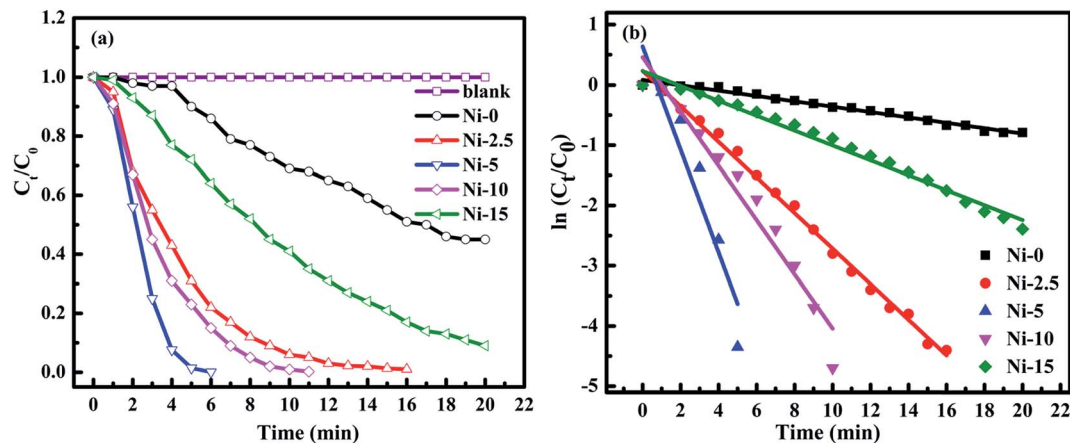 (a)
1.0
0.8
0.6
0.4
0.2
0.0
C_t/C_0
blank
Ni-0
Ni-2.5
Ni-5
Ni-10
Ni-15
0 2 4 6 8 10 12 14 16 18 20 22
Time (min)
(b)
1
0
-1
-2
-3
-4
-5
ln (C_t/C_0)
Ni-0
Ni-2.5
Ni-5
Ni-10
Ni-15
0 2 4 6 8 10 12 14 16 18 20 22
Time (min)